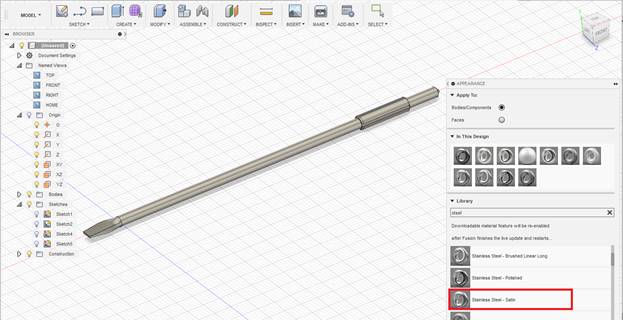 MODEL
SKETCH
CREATE
MODIFY
ASSEMBLE
CONSTRUCT
INSPECT
INSERT
MAKE
ADD-INS
SELECT
BROWSER
(Unsaved)
Document Settings
Named Views
TOP
FRONT
RIGHT
HOME
Origin
O
X
Y
Z
XY
XZ
YZ
Bodies
Sketches
Sketch1
Sketch2
Sketch4
Sketch5
Construction
FRONT
APPEARANCE
Apply To:
Bodies/Components
Faces
In This Design
Library
steel
Downloadable material feature will be re-enabled
after Fusion finishes the live update and restarts...
Stainless Steel - Brushed Linear Long
Stainless Steel - Polished
Stainless Steel - Satin